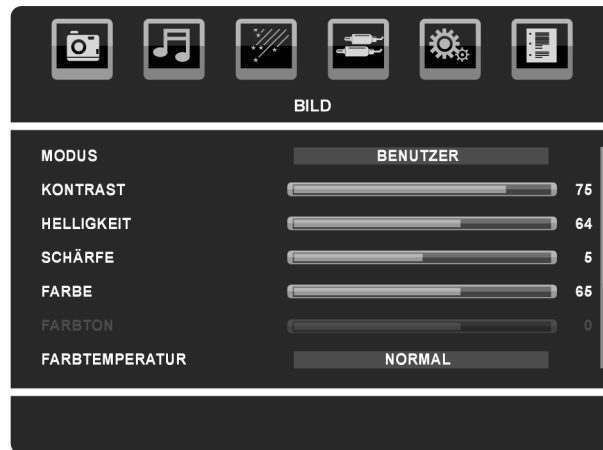 BILD
MODUS BENUTZER
KONTRAST 75
HELLIGKEIT 64
SCHÄRFE 5
FARBE 65
FARBTON 0
FARBTEMPERATUR NORMAL